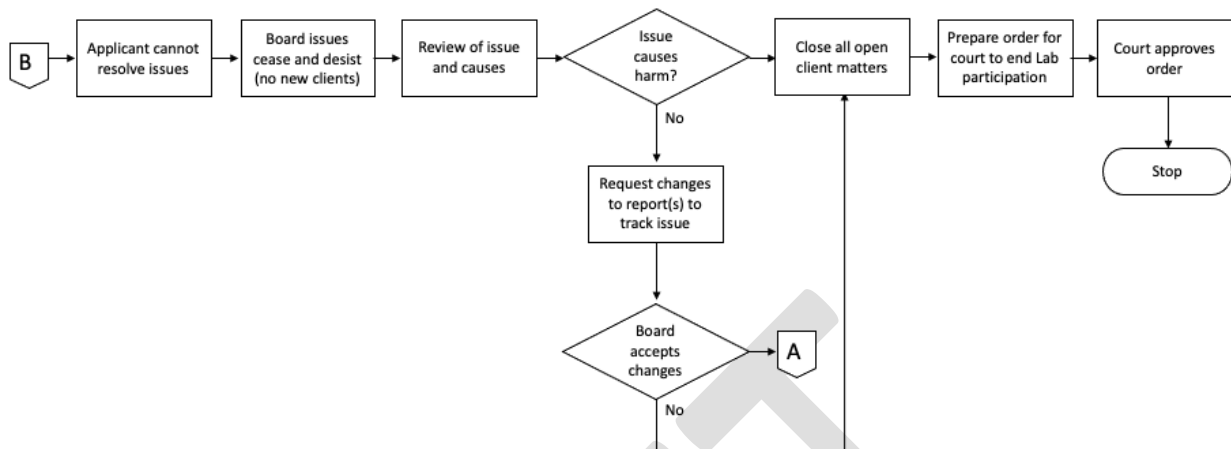 B
Applicant cannot
resolve issues
Board issues
cease and desist
(no new clients)
Review of issue
and causes
Issue
causes
harm?
Close all open
client matters
Prepare order for
court to end Lab
participation
Court approves
order
No
Stop
Request changes
to report(s) to
track issue
Board
accepts
changes
A
No